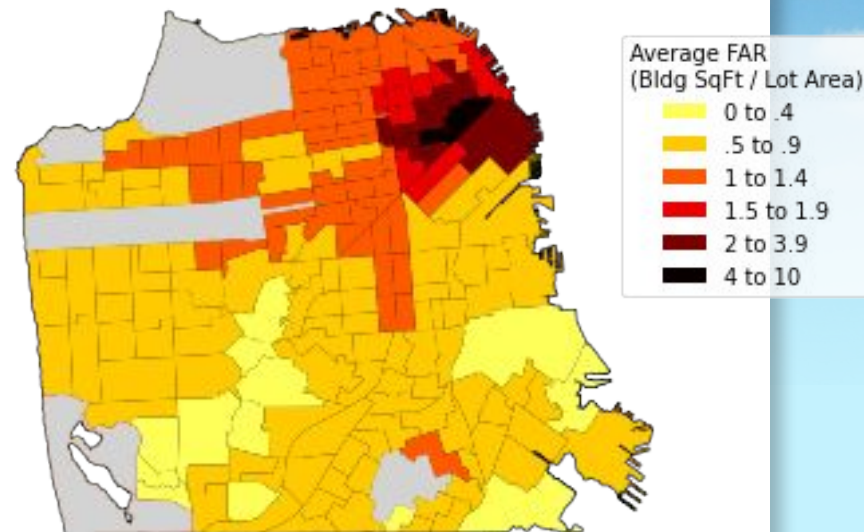 Average FAR
(Bldg SqFt / Lot Area)
0 to .4
.5 to .9
1 to 1.4
1.5 to 1.9
2 to 3.9
4 to 10